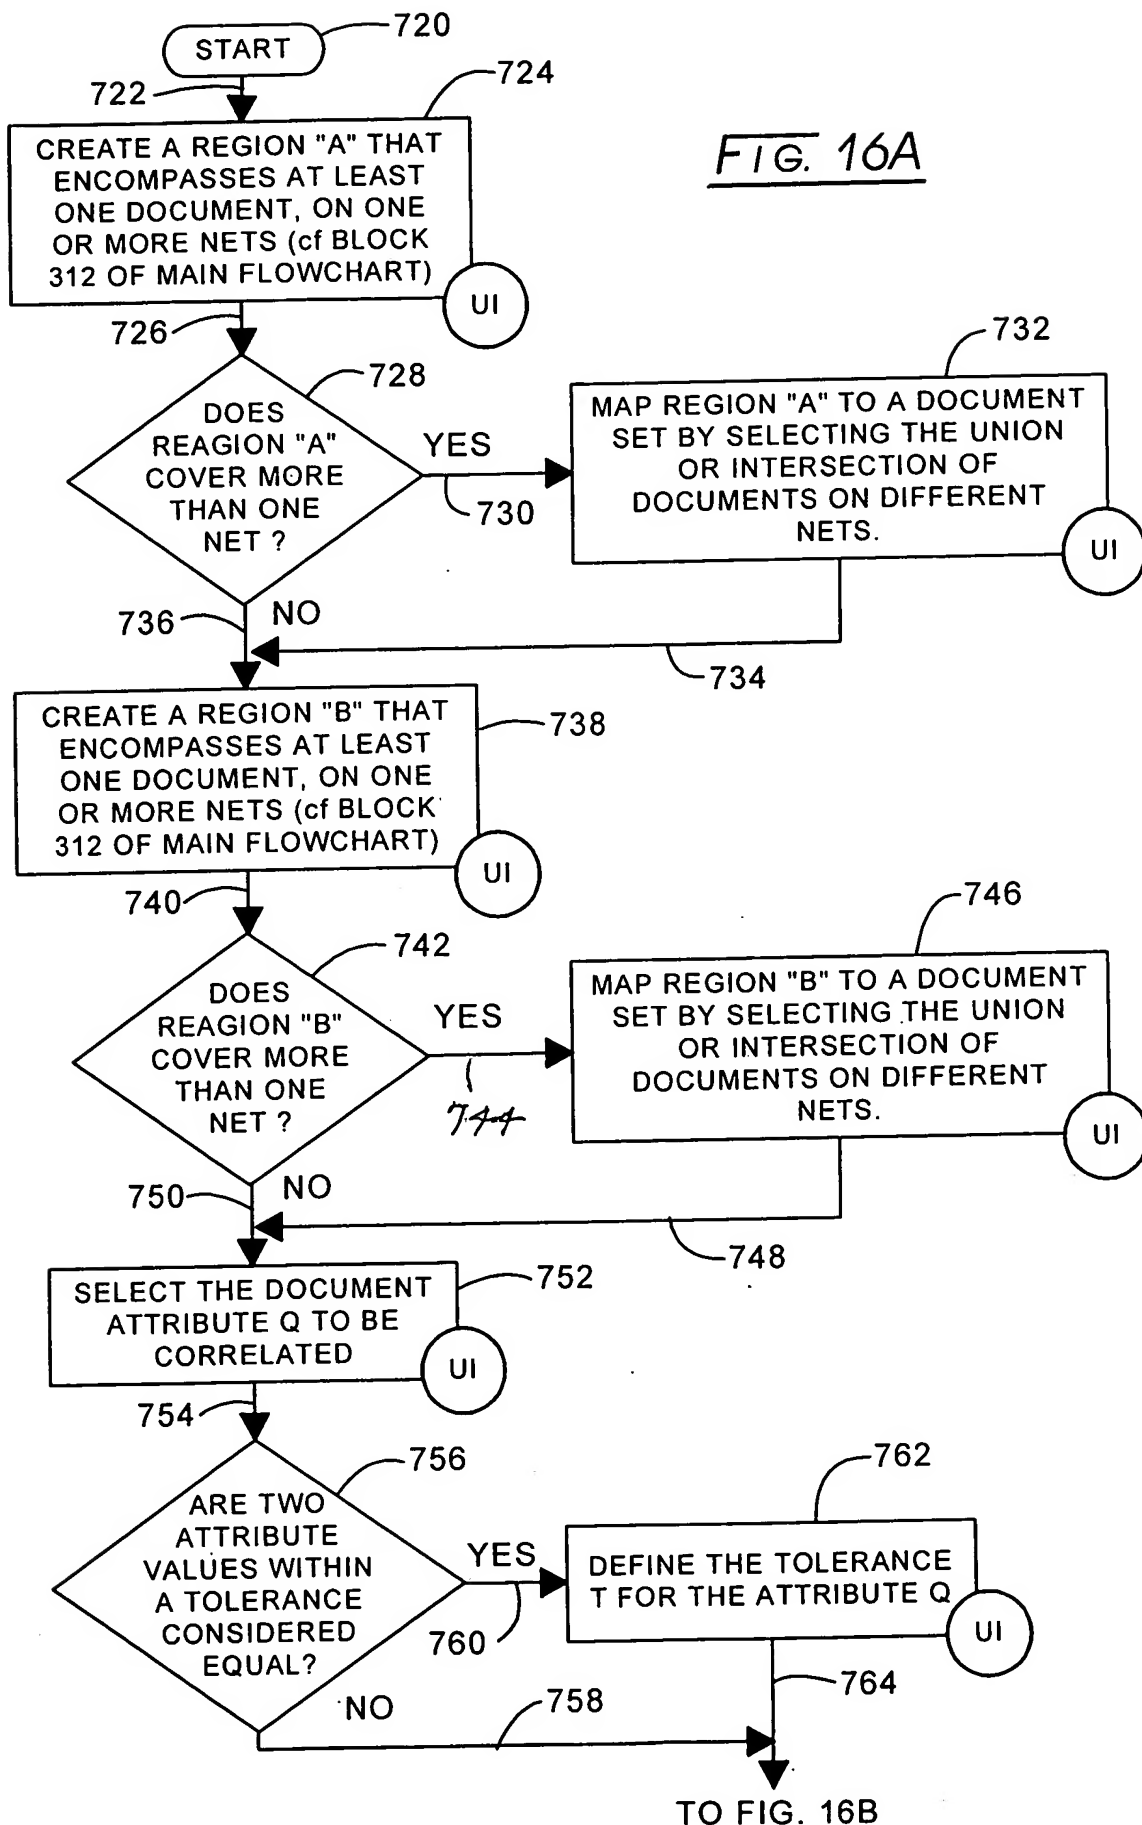 START
720
722
724
FIG. 16A
CREATE A REGION "A" THAT
ENCOMPASSES AT LEAST
ONE DOCUMENT, ON ONE
OR MORE NETS (cf BLOCK
312 OF MAIN FLOWCHART)
UI
726
728
DOES
REAGION "A"
COVER MORE
THAN ONE
NET ?
YES
730
732
MAP REGION "A" TO A DOCUMENT
SET BY SELECTING THE UNION
OR INTERSECTION OF
DOCUMENTS ON DIFFERENT
NETS.
UI
736
NO
734
CREATE A REGION "B" THAT
ENCOMPASSES AT LEAST
ONE DOCUMENT, ON ONE
OR MORE NETS (cf BLOCK
312 OF MAIN FLOWCHART)
738
UI
740
742
DOES
REAGION "B"
COVER MORE
THAN ONE
NET ?
YES
744
746
MAP REGION "B" TO A DOCUMENT
SET BY SELECTING THE UNION
OR INTERSECTION OF
DOCUMENTS ON DIFFERENT
NETS.
UI
750
NO
748
SELECT THE DOCUMENT
ATTRIBUTE Q TO BE
CORRELATED
752
UI
754
756
ARE TWO
ATTRIBUTE
VALUES WITHIN
A TOLERANCE
CONSIDERED
EQUAL?
YES
760
762
DEFINE THE TOLERANCE
T FOR THE ATTRIBUTE Q
UI
NO
758
764
TO FIG. 16B